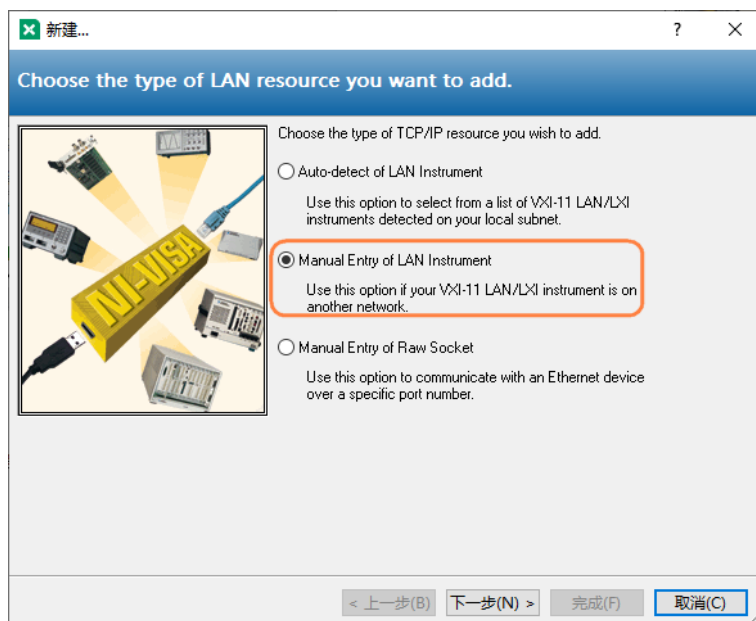 新建...
?
Choose the type of LAN resource you want to add.
Choose the type of TCP/IP resource you wish to add.
Auto-detect of LAN Instrument
Use this option to select from a list of VXI-11 LAN/LXI
instruments detected on your local subnet.
Manual Entry of LAN Instrument
Use this option if your VXI-11 LAN/LXI instrument is on
another network.
Manual Entry of Raw Socket
Use this option to communicate with an Ethernet device
over a specific port number.
NI-VISA
< 上一步(B) 下一步(N) > 完成(F) 取消(C)